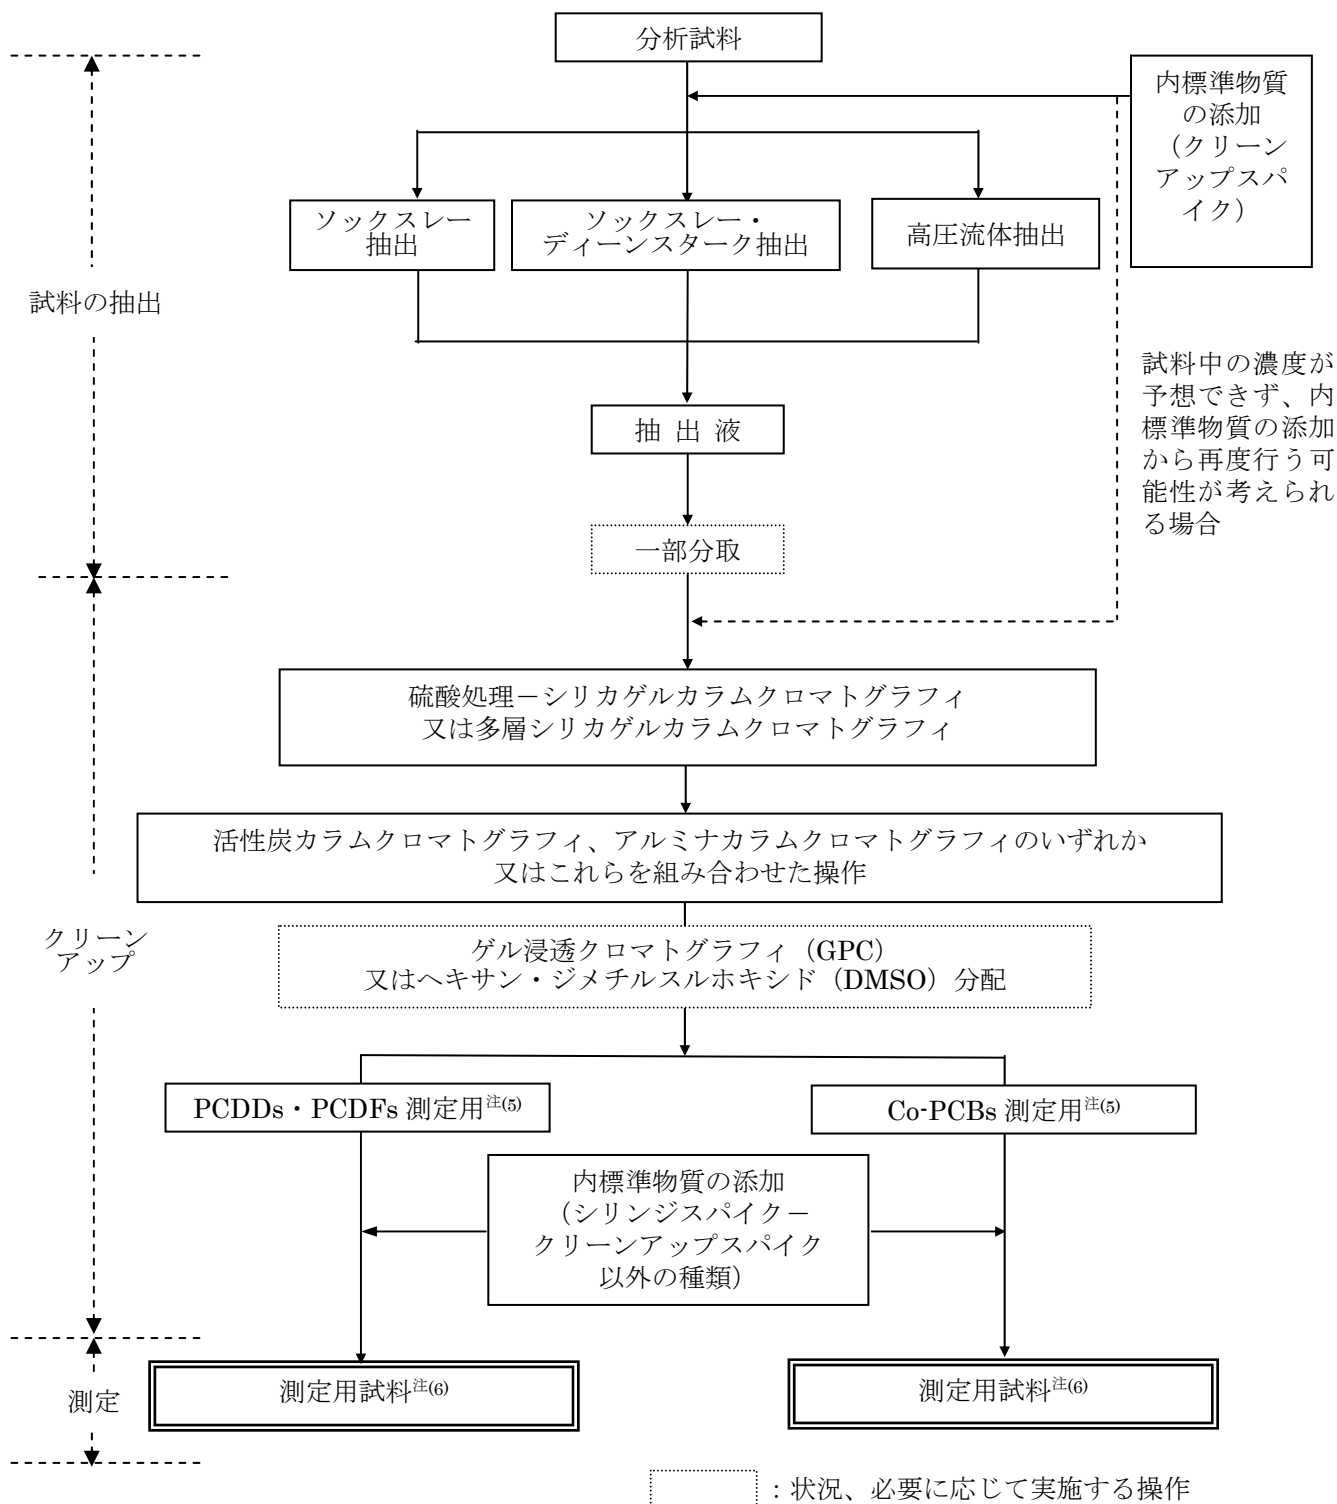 分析試料
内標準物質
の添加
（クリーン
アップスパ
イク）
ソックスレー
抽出
ソックスレー・
ディーンスターク抽出
高圧流体抽出
試料の抽出
試料中の濃度が
予想できず、内
標準物質の添加
から再度行う可
能性が考えられ
る場合
抽 出 液
一部分取
硫酸処理－シリカゲルカラムクロマトグラフィ
又は多層シリカゲルカラムクロマトグラフィ
活性炭カラムクロマトグラフィ、アルミナカラムクロマトグラフィのいずれか
又はこれらを組み合わせた操作
クリーン
アップ
ゲル浸透クロマトグラフィ（GPC）
又はヘキサン・ジメチルスルホキシド（DMSO）分配
PCDDs・PCDFs 測定用注(5)
Co-PCBs 測定用注(5)
内標準物質の添加
（シリンジスパイク－
クリーンアップスパイク
以外の種類）
測定
測定用試料注(6)
測定用試料注(6)
：状況、必要に応じて実施する操作